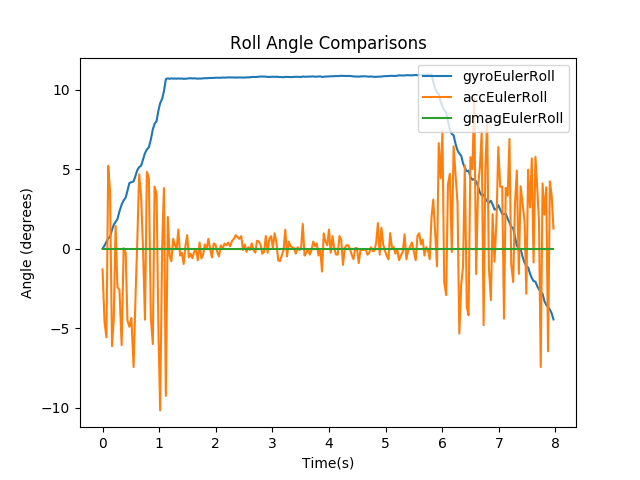 Roll Angle Comparisons
gyroEulerRoll
accEulerRoll
gmagEulerRoll
Angle (degrees)
10
5
0
−5
−10
0 1 2 3 4 5 6 7 8
Time(s)